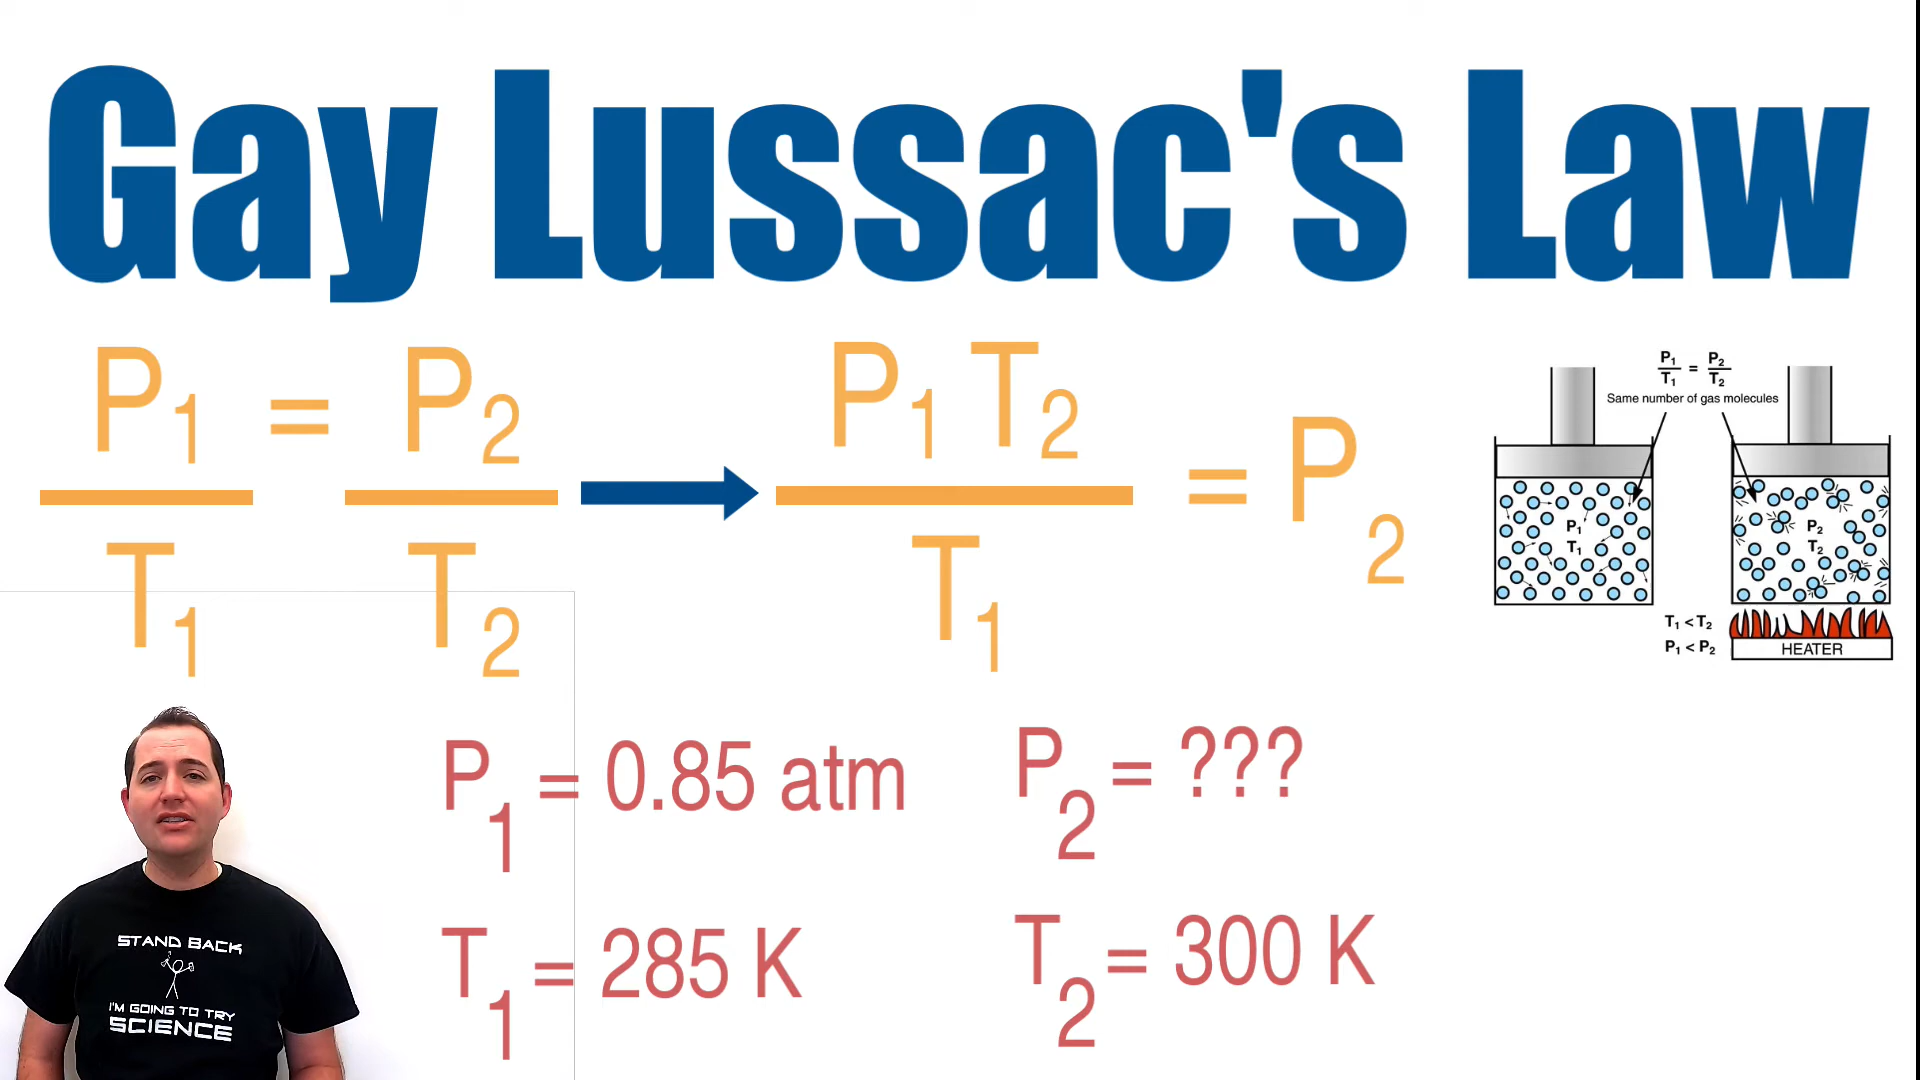 Gay Lussac's Law
P1 = P2
T1 T2
P1 T2 = P2
T1
P1 = P2
T1 T2
Same number of gas molecules
P1
T1
P2
T2
T1 < T2
P1 < P2
HEATER
P1 = 0.85 atm
P2 = ???
T1 = 285 K
T2 = 300 K
STAND BACK
I'M GOING TO TRY
SCIENCE